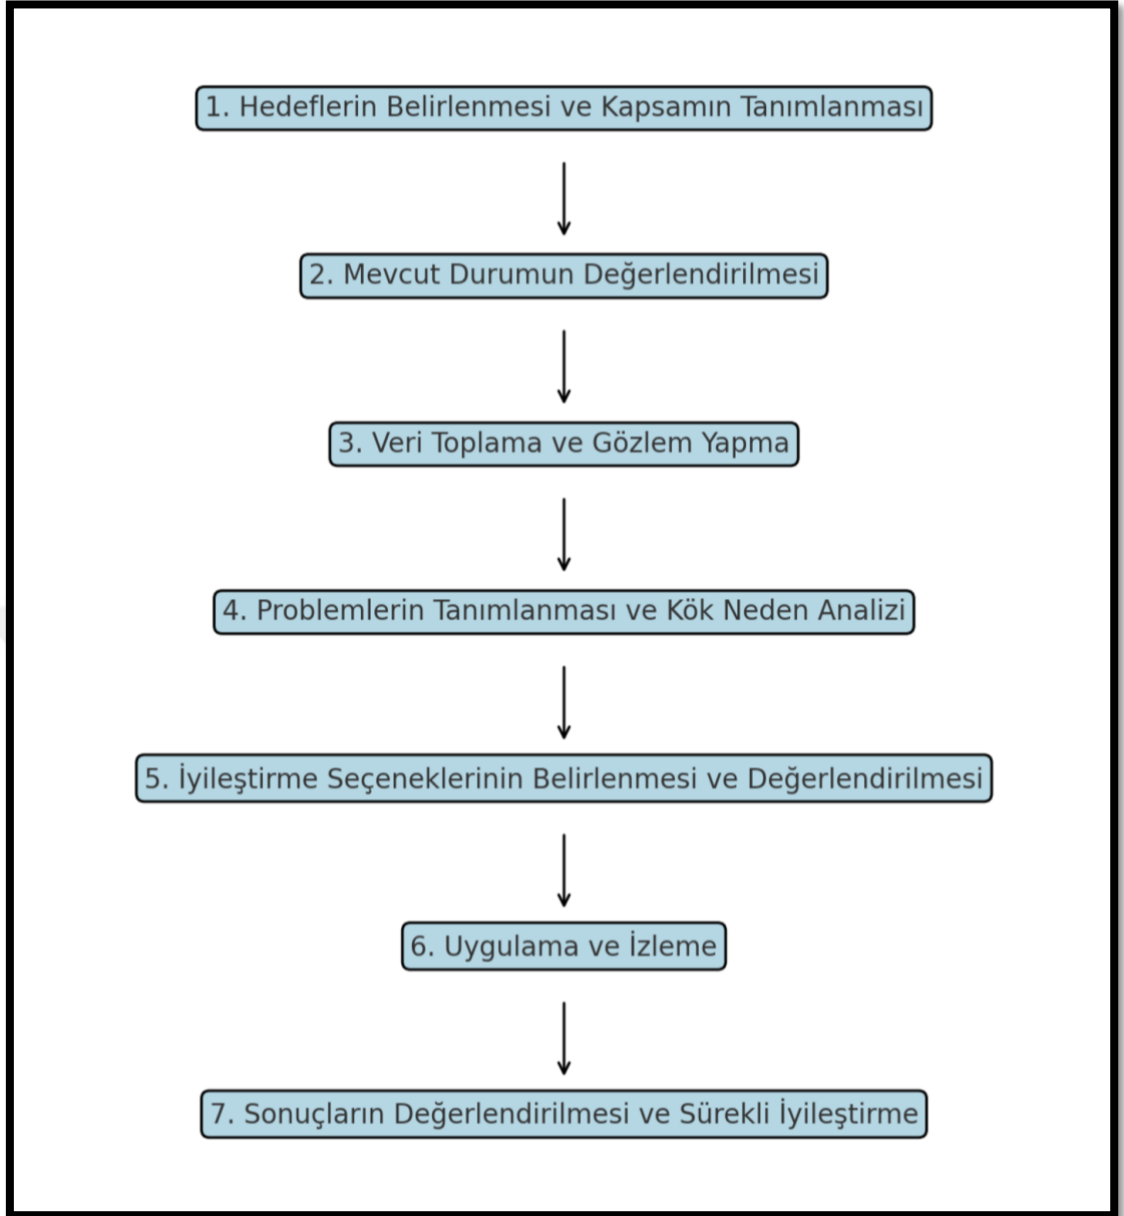 1. Hedeflerin Belirlenmesi ve Kapsamın Tanımlanması
2. Mevcut Durumun Değerlendirilmesi
3. Veri Toplama ve Gözlem Yapma
4. Problemlerin Tanımlanması ve Kök Neden Analizi
5. İyileştirme Seçeneklerinin Belirlenmesi ve Değerlendirilmesi
6. Uygulama ve İzleme
7. Sonuçların Değerlendirilmesi ve Sürekli İyileştirme